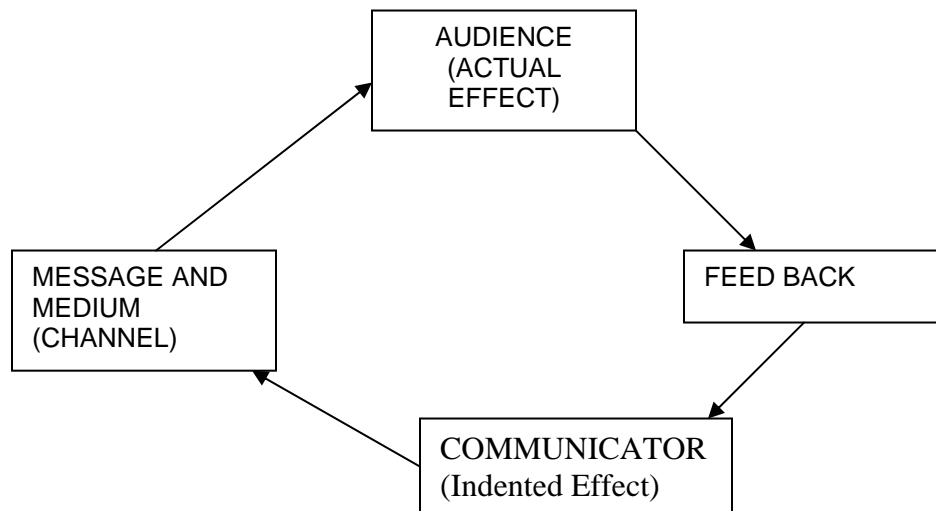 AUDIENCE
(ACTUAL
EFFECT)
MESSAGE AND
MEDIUM
(CHANNEL)
FEED BACK
COMMUNICATOR
(Indented Effect)